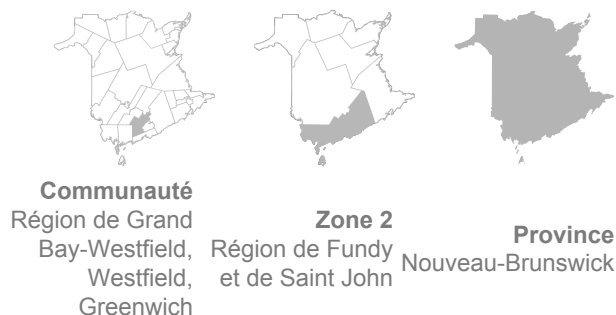 Communauté
Région de Grand
Bay-Westfield,
Westfield,
Greenwich
Zone 2
Région de Fundy
et de Saint John
Province
Nouveau-Brunswick